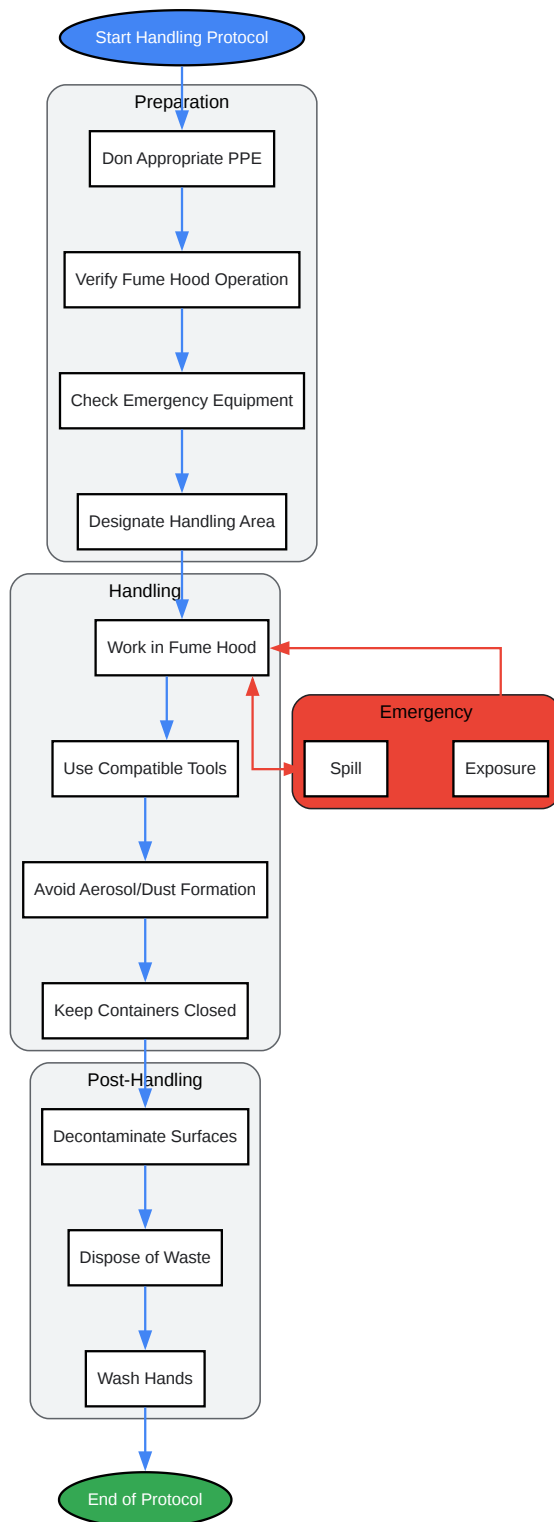 Start Handling Protocol
Preparation
Don Appropriate PPE
Verify Fume Hood Operation
Check Emergency Equipment
Designate Handling Area
Handling
Work in Fume Hood
Emergency
Spill
Exposure
Use Compatible Tools
Avoid Aerosol/Dust Formation
Keep Containers Closed
Post-Handling
Decontaminate Surfaces
Dispose of Waste
Wash Hands
End of Protocol